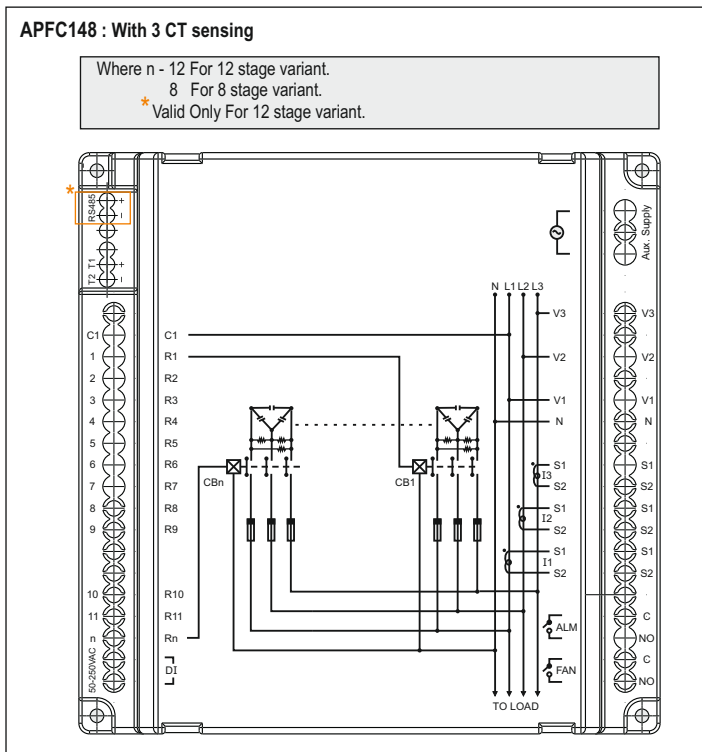 APFC148 : With 3 CT sensing
Where n - 12 For 12 stage variant.
8 For 8 stage variant.
* Valid Only For 12 stage variant.
*
RS485
+
-
T1
T2
+
-
C1
1
2
3
4
5
6
7
8
9
10
11
n
50-250VAC
C1
R1
R2
R3
R4
R5
R6
R7
R8
R9
R10
R11
Rn
DI
CBn
CB1
N L1 L2 L3
V3
V2
V1
N
S1
I3
S2
S1
I2
S2
S1
I1
S2
ALM
FAN
TO LOAD
Aux. Supply
V3
V2
V1
N
S1
S2
S1
S2
S1
S2
C
NO
C
NO